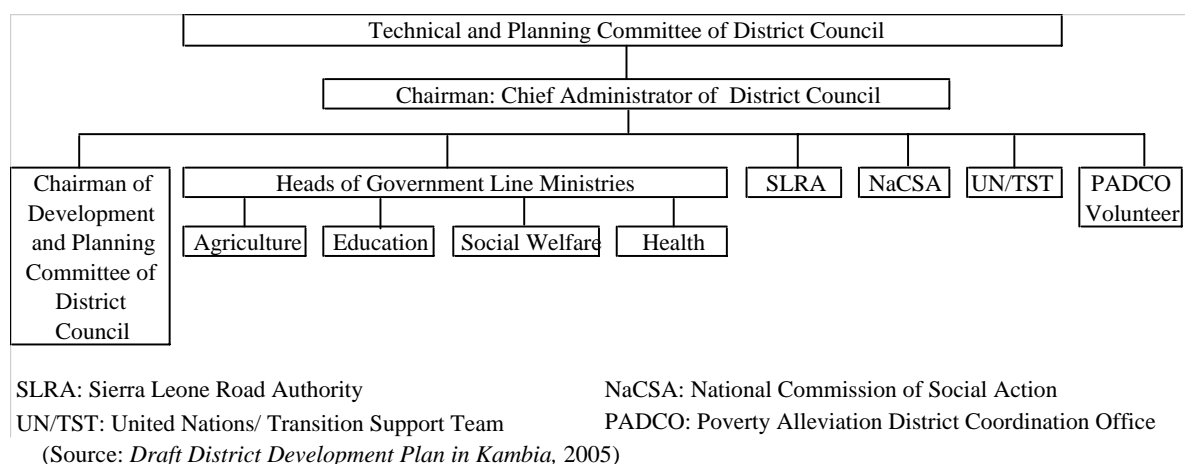 Technical and Planning Committee of District Council
Chairman: Chief Administrator of District Council
Chairman of
Development
and Planning
Committee of
District
Council
Heads of Government Line Ministries
Agriculture
Education
Social Welfare
Health
SLRA
NaCSA
UN/TST
PADCO
Volunteer
SLRA: Sierra Leone Road Authority
NaCSA: National Commission of Social Action
UN/TST: United Nations/ Transition Support Team
PADCO: Poverty Alleviation District Coordination Office
(Source: Draft District Development Plan in Kambia, 2005)